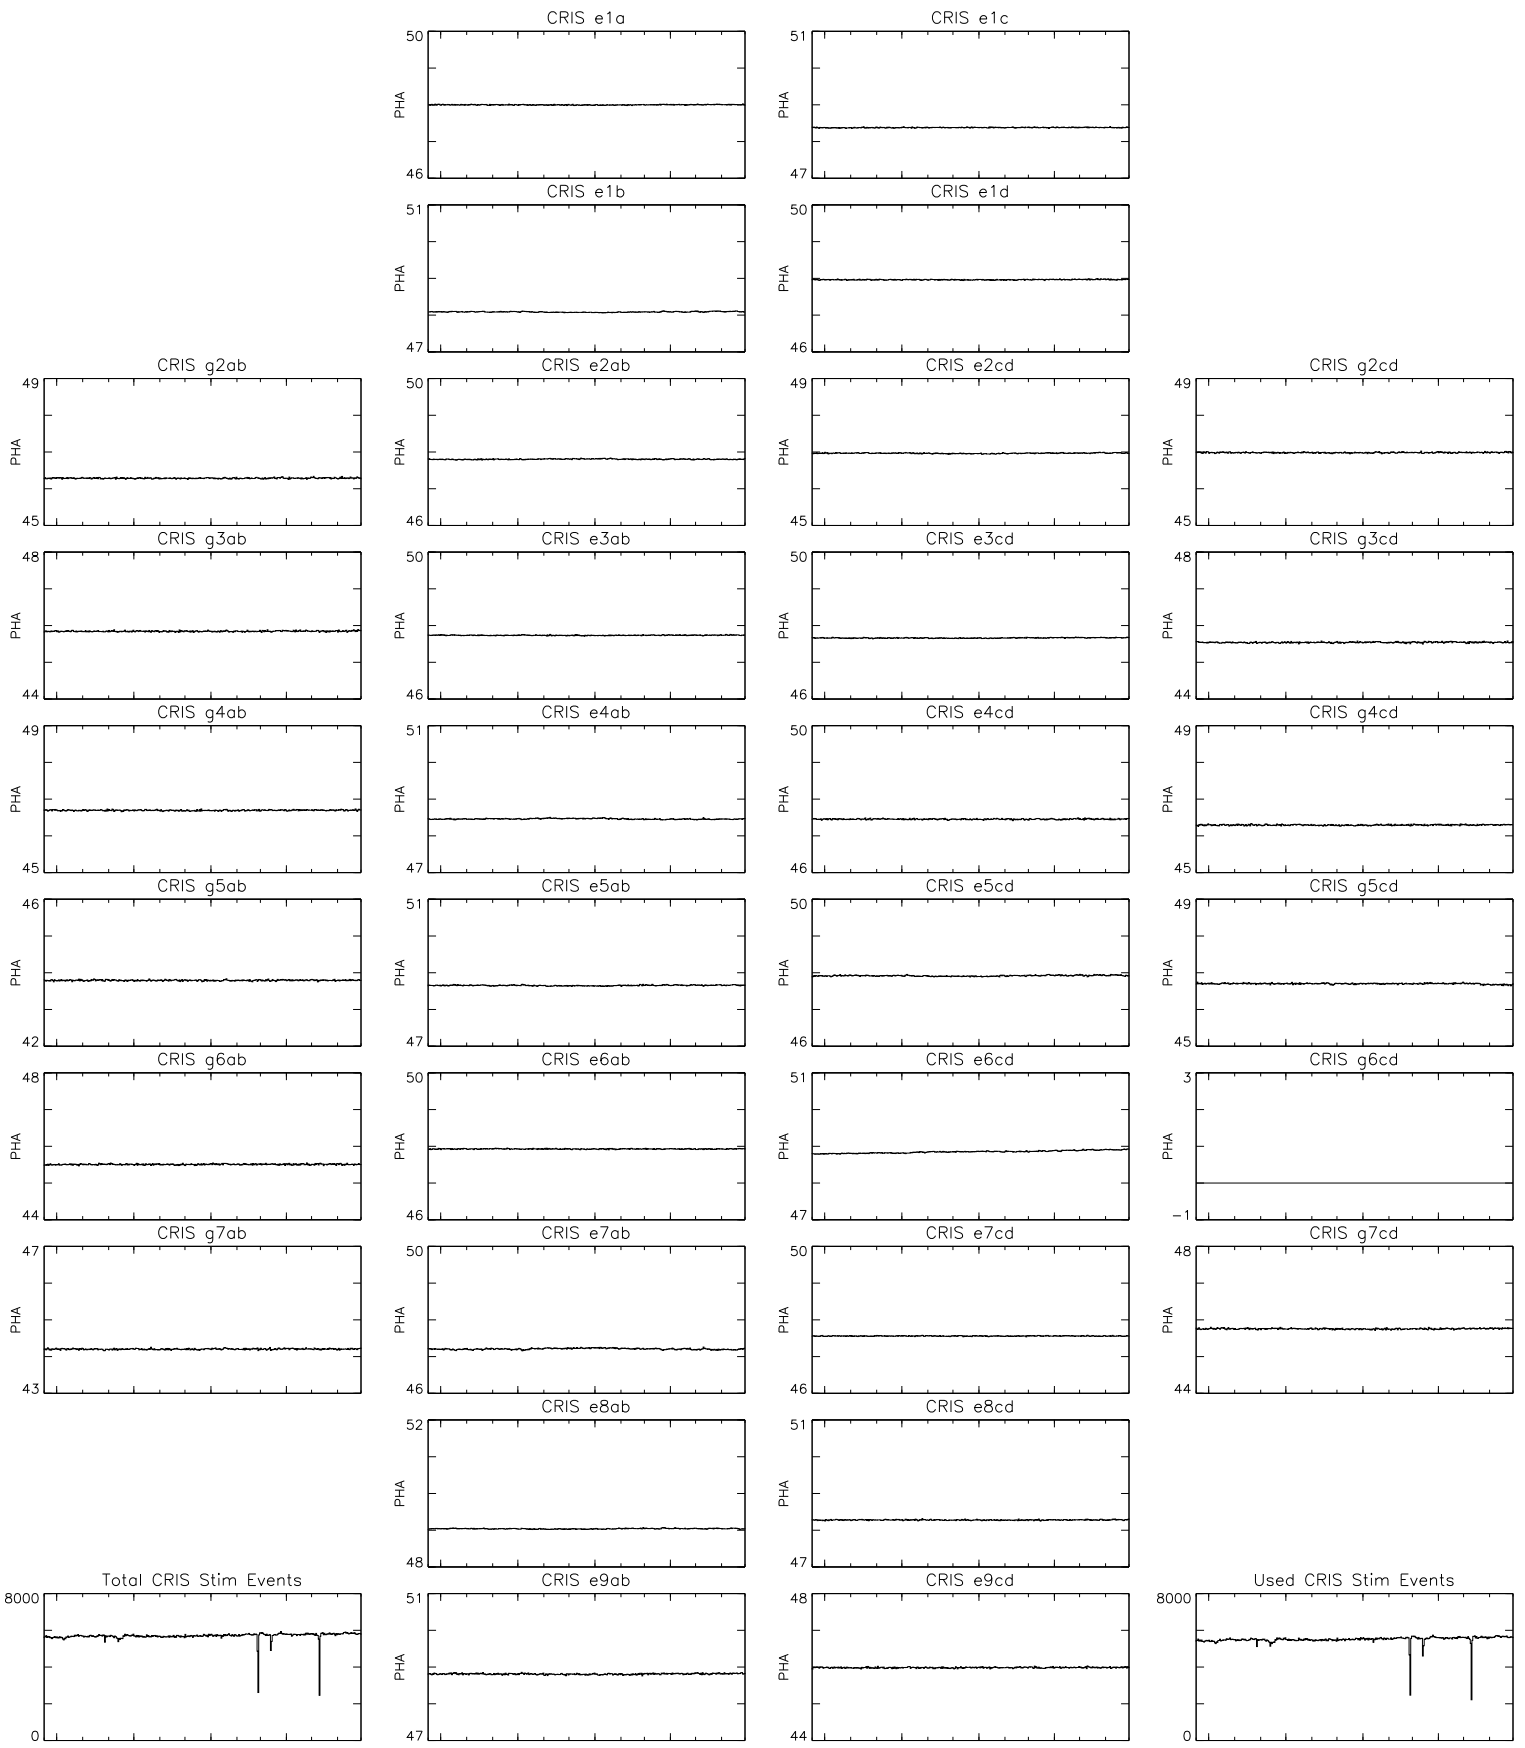 CRIS e1a
CRIS e1c
50
PHA
46
51
PHA
47
CRIS e1b
CRIS e1d
51
PHA
47
50
PHA
46
CRIS g2ab
CRIS e2ab
CRIS e2cd
CRIS g2cd
49
PHA
45
50
PHA
46
49
PHA
45
49
PHA
45
CRIS g3ab
CRIS e3ab
CRIS e3cd
CRIS g3cd
48
PHA
44
50
PHA
46
50
PHA
46
48
PHA
44
CRIS g4ab
CRIS e4ab
CRIS e4cd
CRIS g4cd
49
PHA
45
51
PHA
47
50
PHA
46
49
PHA
45
CRIS g5ab
CRIS e5ab
CRIS e5cd
CRIS g5cd
46
PHA
42
51
PHA
47
50
PHA
46
49
PHA
45
CRIS g6ab
CRIS e6ab
CRIS e6cd
CRIS g6cd
48
PHA
44
50
PHA
46
51
PHA
47
3
PHA
-1
CRIS g7ab
CRIS e7ab
CRIS e7cd
CRIS g7cd
47
PHA
43
50
PHA
46
50
PHA
46
48
PHA
44
CRIS e8ab
CRIS e8cd
52
PHA
48
51
PHA
47
Total CRIS Stim Events
CRIS e9ab
CRIS e9cd
Used CRIS Stim Events
8000
0
51
PHA
47
48
PHA
44
8000
0